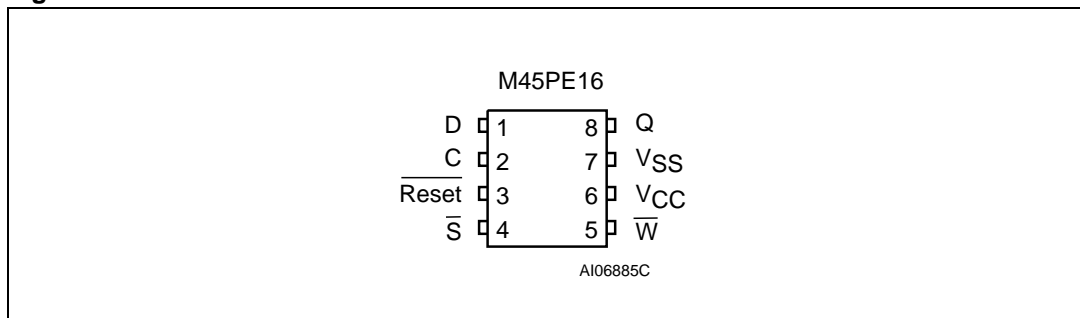 M45PE16
D 1 8 Q
C 2 7 VSS
Reset 3 6 VCC
S 4 5 W
AI06885C